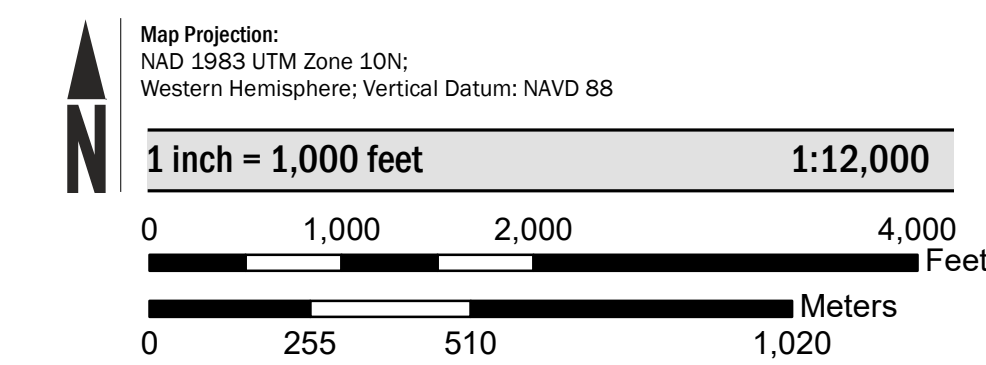 Map Projection:
NAD 1983 UTM Zone 10N;
Western Hemisphere; Vertical Datum: NAVD 88
N
1 inch = 1,000 feet 1:12,000
0 1,000 2,000 4,000
Feet
Meters
0 255 510 1,020